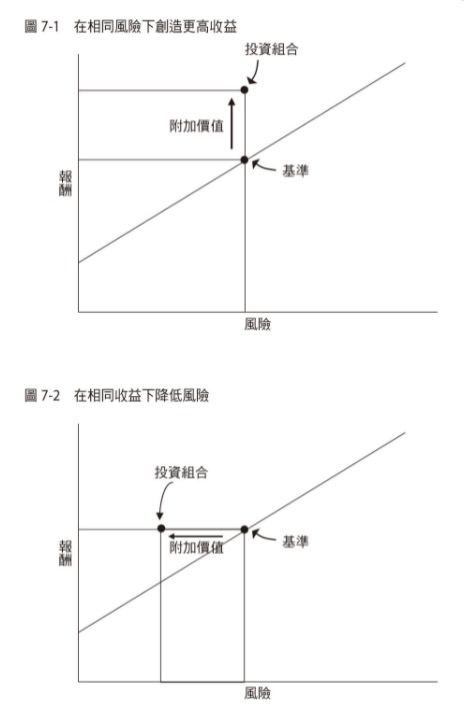 圖 7-1 在相同風險下創造更高收益
投資組合
附加價值
基準
報酬
風險
圖 7-2 在相同收益下降低風險
投資組合
附加價值
基準
報酬
風險